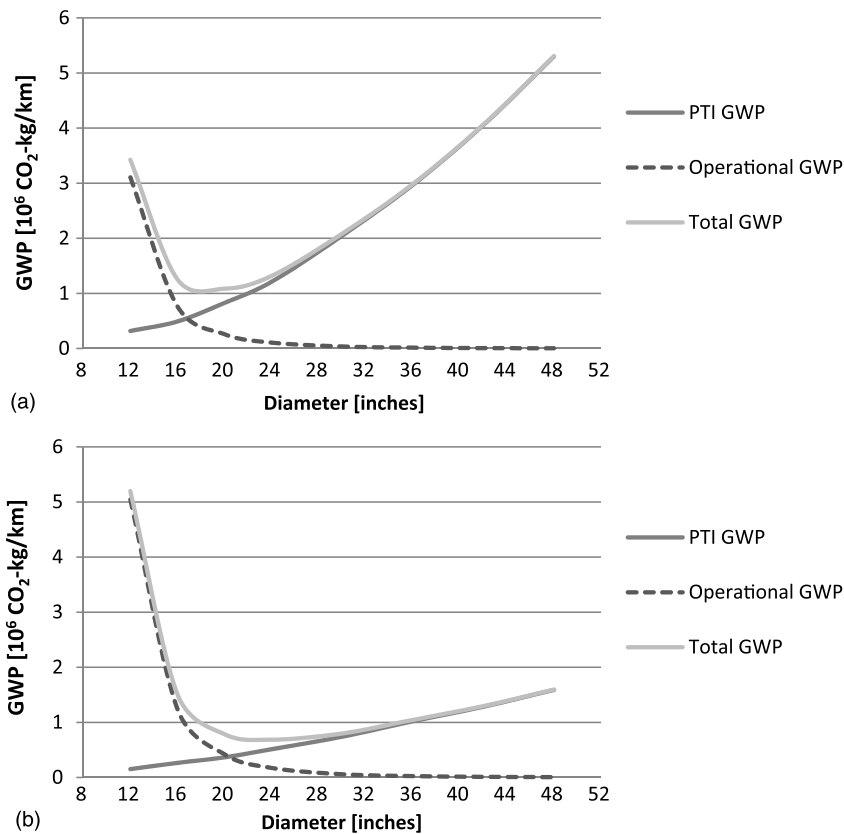 6
5
4
3
2
1
0
GWP [10⁶ CO₂-kg/km]
8 12 16 20 24 28 32 36 40 44 48 52
Diameter [inches]
(a)
PTI GWP
Operational GWP
Total GWP
6
5
4
3
2
1
0
GWP [10⁶ CO₂-kg/km]
8 12 16 20 24 28 32 36 40 44 48 52
Diameter [inches]
(b)
PTI GWP
Operational GWP
Total GWP